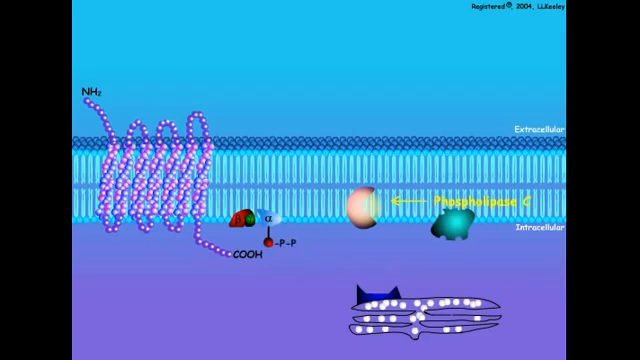 Registered®, 2004, LLKeeley
NH₂
Extracellular
Phospholipase C
Intracellular
β α
-P-P
COOH